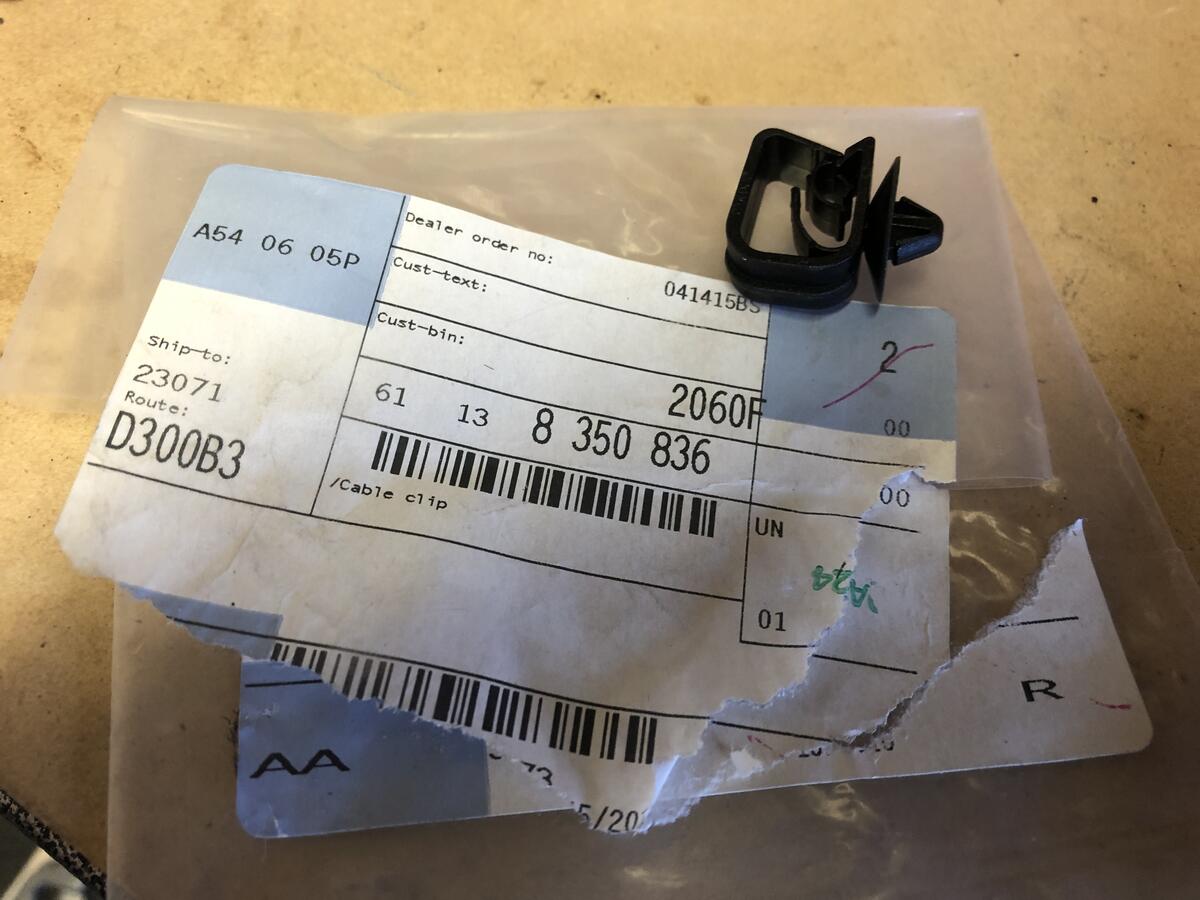 A54 06 05P
Dealer order no:
041415BS
Cust-text:
Cust-bin:
2060F
2
00
Ship-to:
23071
Route:
D300B3
61 13 8 350 836
00
/Cable clip
UN
A24
01
R
AA